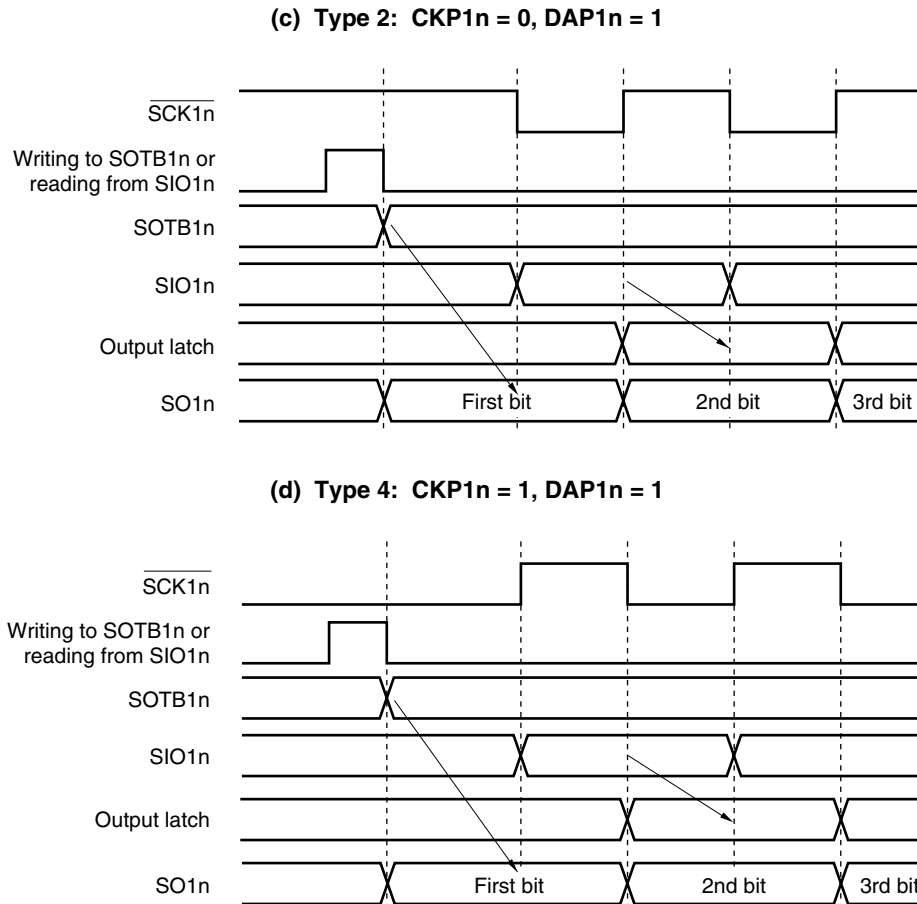 (c) Type 2: CKP1n = 0, DAP1n = 1
SCK1n
Writing to SOTB1n or
reading from SIO1n
SOTB1n
SIO1n
Output latch
SO1n
First bit
2nd bit
3rd bit
(d) Type 4: CKP1n = 1, DAP1n = 1
SCK1n
Writing to SOTB1n or
reading from SIO1n
SOTB1n
SIO1n
Output latch
SO1n
First bit
2nd bit
3rd bit